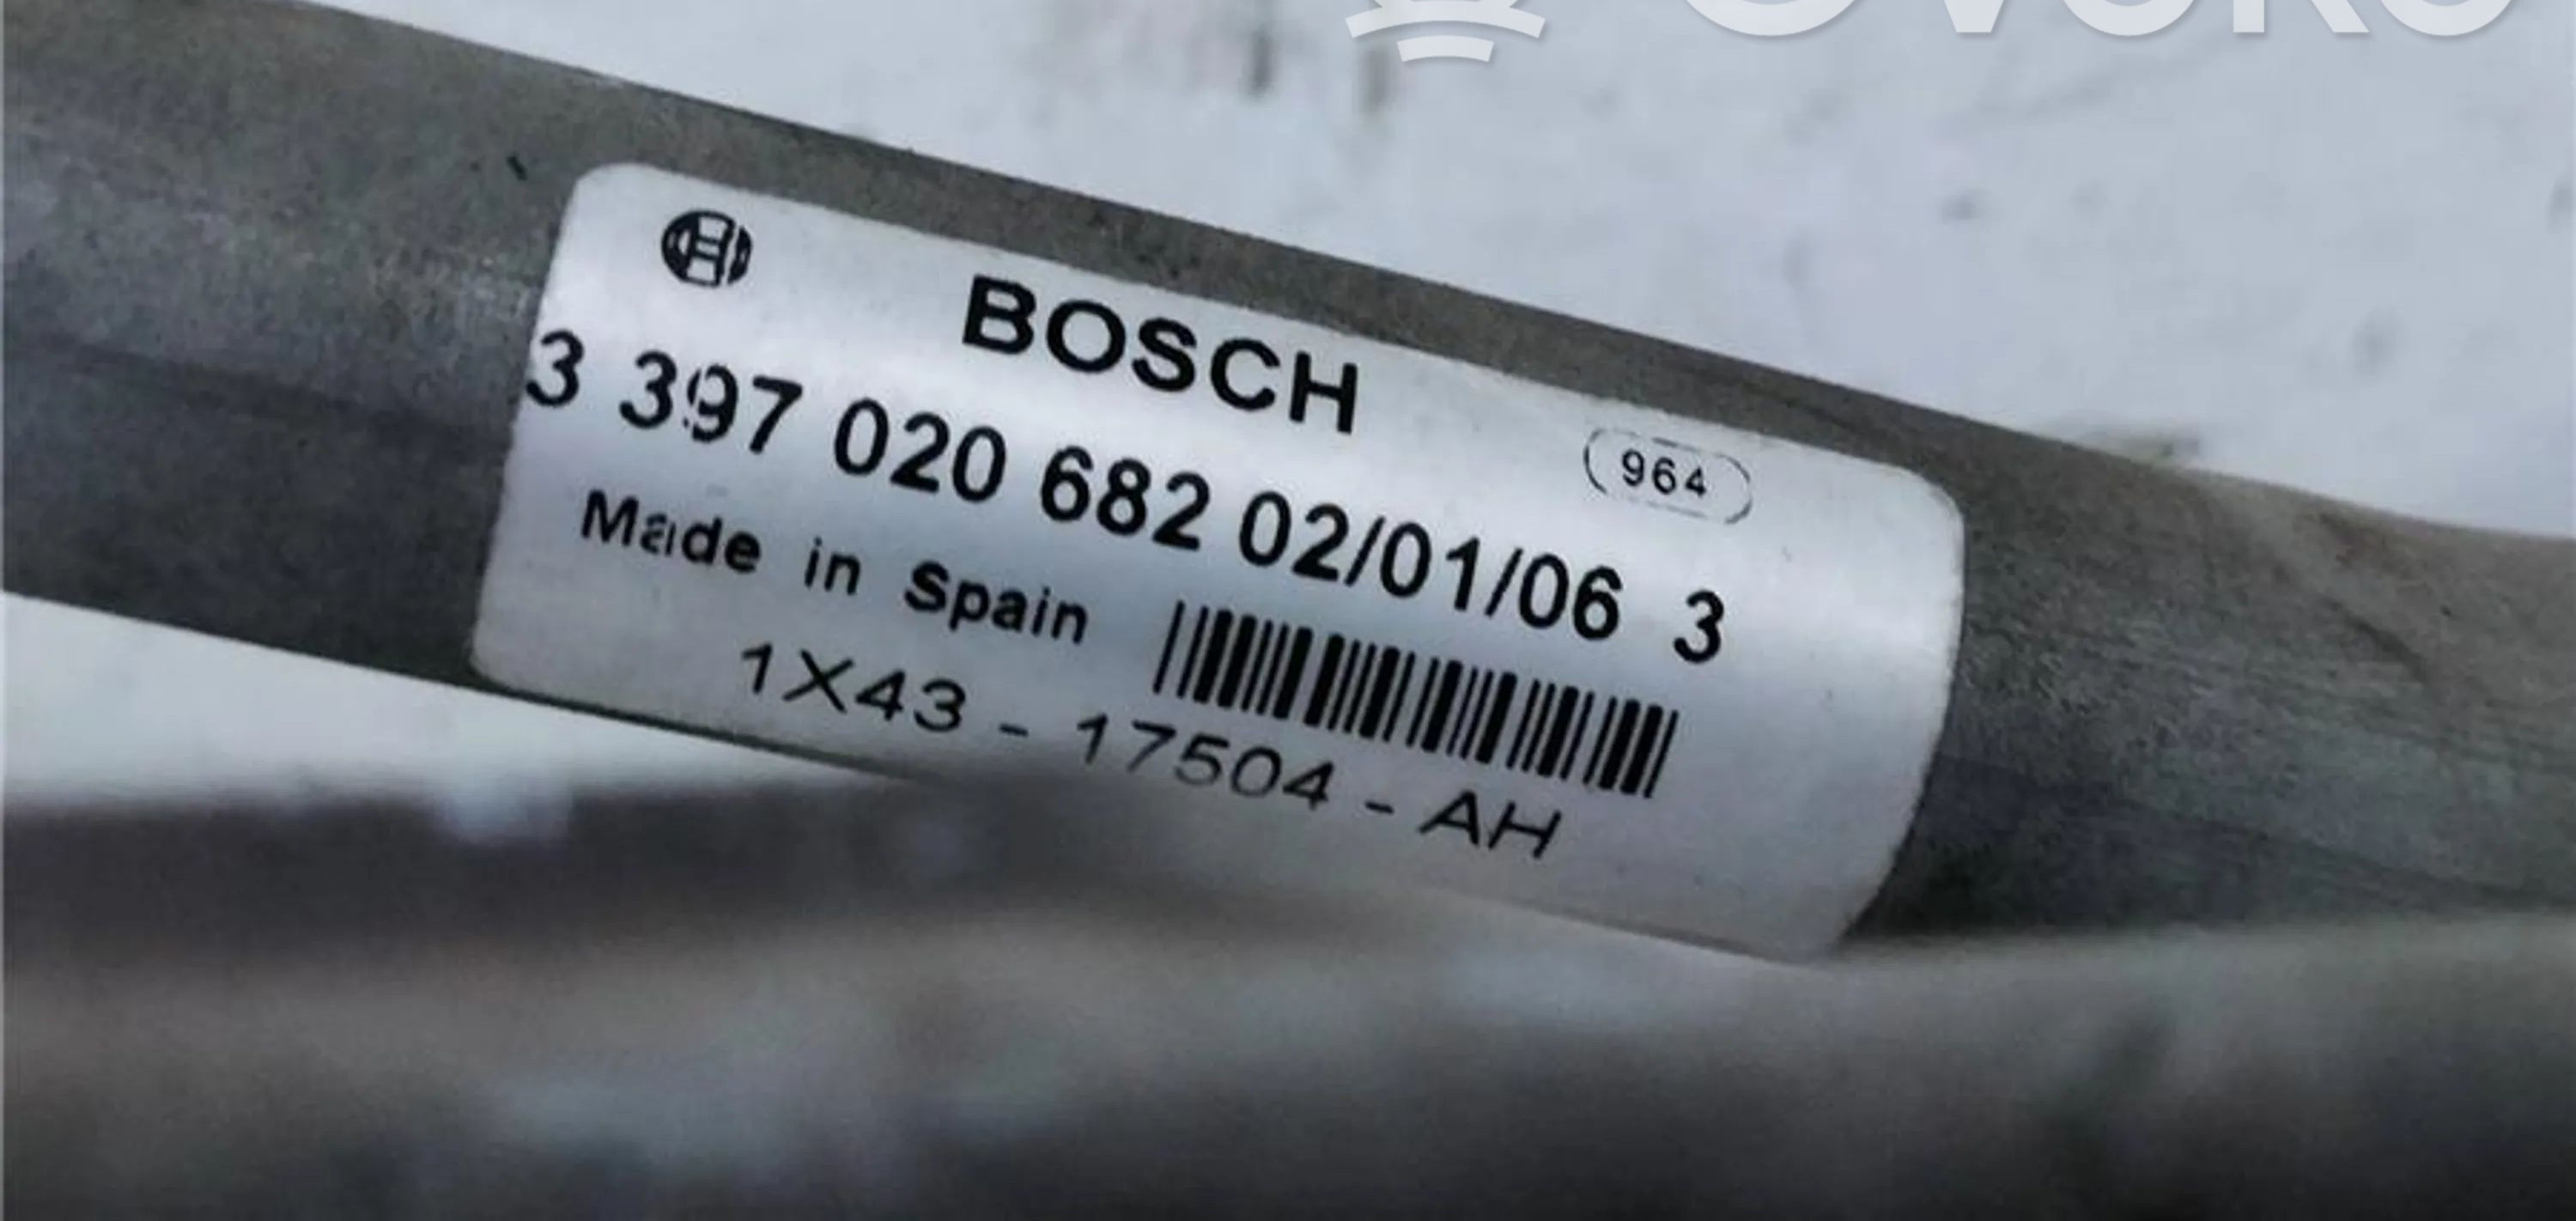 BOSCH
964
3 397 020 682 02/01/06 3
Made in Spain
1X43 - 17504 - AH